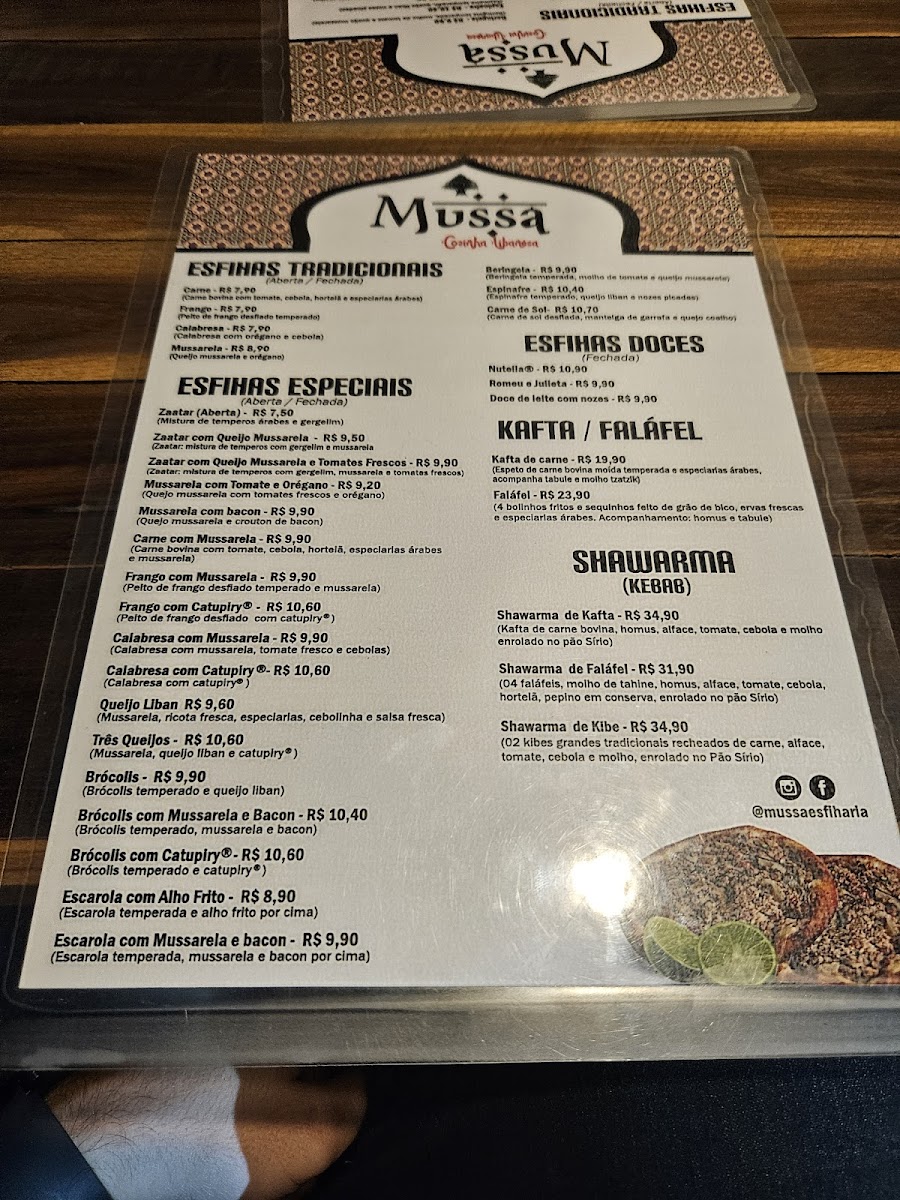 ESFIHAS TRADICIONAIS
(Aberta / Fechada)
Mussa
Cosinha Libanesa
Mussa
Cosinha Libanesa
ESFIHAS TRADICIONAIS
(Aberta / Fechada)
Carne - R$ 7,90
(Carne bovina com tomate, cebola, hortelã e especiarias árabes)
Frango - R$ 7,90
(Peito de frango desfiado temperado)
Calabresa - R$ 7,90
(Calabresa com orégano e cebola)
Mussarela - R$ 8,90
(Queijo mussarela e orégano)
ESFIHAS ESPECIAIS
(Aberta / Fechada)
Zaatar (Aberta) - R$ 7,50
(Mistura de temperos árabes e gergelim)
Zaatar com Queijo Mussarela - R$ 9,50
(Zaatar: mistura de temperos com gergelim e mussarela
Zaatar com Queijo Mussarela e Tomates Frescos - R$ 9,90
(Zaatar: mistura de temperos com gergelim, mussarela e tomates frescos)
Mussarela com Tomate e Orégano - R$ 9,20
(Quejo mussarela com tomates frescos e orégano)
Mussarela com bacon - R$ 9,90
(Quejo mussarela e crouton de bacon)
Carne com Mussarela - R$ 9,90
(Carne bovina com tomate, cebola, hortelã, especiarias árabes
e mussarela)
Frango com Mussarela - R$ 9,90
(Peito de frango desfiado temperado e mussarela)
Frango com Catupiry® - R$ 10,60
(Peito de frango desfiado com catupiry®)
Calabresa com Mussarela - R$ 9,90
(Calabresa com mussarela, tomate fresco e cebolas)
Calabresa com Catupiry®- R$ 10,60
(Calabresa com catupiry®)
Queijo Liban R$ 9,60
(Mussarela, ricota fresca, especiarias, cebolinha e salsa fresca)
Três Queijos - R$ 10,60
(Mussarela, queijo liban e catupiry®)
Brócolis - R$ 9,90
(Brócolis temperado e queijo liban)
Brócolis com Mussarela e Bacon - R$ 10,40
(Brócolis temperado, mussarela e bacon)
Brócolis com Catupiry®- R$ 10,60
(Brócolis temperado e catupiry®)
Escarola com Alho Frito - R$ 8,90
(Escarola temperada e alho frito por cima)
Escarola com Mussarela e bacon - R$ 9,90
(Escarola temperada, mussarela e bacon por cima)
Beringela - R$ 9,90
(Beringela temperada, molho de tomate e queijo mussarela)
Espinafre - R$ 10,40
(Espinafre temperado, queijo liban e nozes picadas)
Carne de Sol- R$ 10,70
(Carne de sol desfiada, manteiga de garrafa e quejo coalho)
ESFIHAS DOCES
(Fechada)
Nutella® - R$ 10,90
Romeu e Julieta - R$ 9,90
Doce de leite com nozes - R$ 9,90
KAFTA / FALÁFEL
Kafta de carne - R$ 19,90
(Espeto de carne bovina moída temperada e especiarias árabes,
acompanha tabule e molho tzatzik)
Faláfel - R$ 23,90
(4 bolinhos fritos e sequinhos feito de grão de bico, ervas frescas
e especiarias árabes. Acompanhamento: homus e tabule)
SHAWARMA
(KEBAB)
Shawarma de Kafta - R$ 34,90
(Kafta de carne bovina, homus, alface, tomate, cebola e molho
enrolado no pão Sírio)
Shawarma de Faláfel - R$ 31,90
(04 faláfeis, molho de tahine, homus, alface, tomate, cebola,
hortelã, pepino em conserva, enrolado no pão Sírio)
Shawarma de Kibe - R$ 34,90
(02 kibes grandes tradicionais recheados de carne, alface,
tomate, cebola e molho, enrolado no Pão Sírio)
@mussaesfiharia